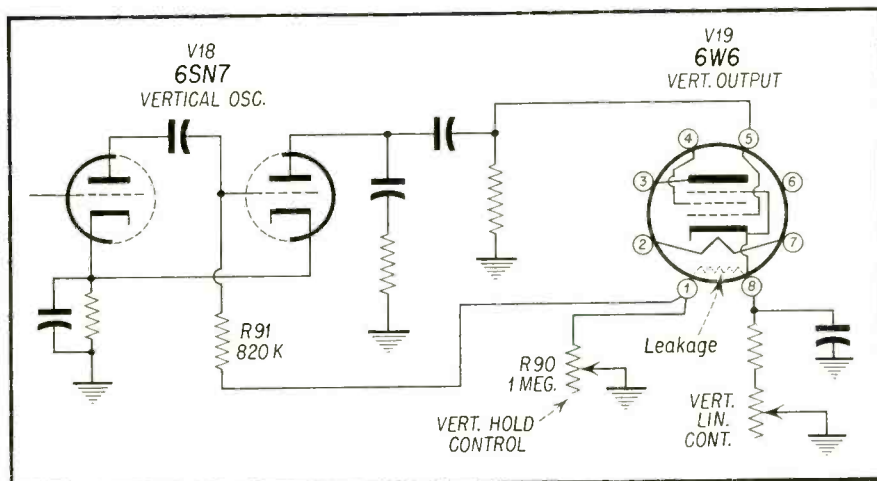 V18
6SN7
VERTICAL OSC.
V19
6W6
VERT. OUTPUT
4
5
3
6
2
7
1
8
R91
820 K
Leakage
R90
1 MEG.
VERT. HOLD
CONTROL
VERT.
LIN.
CONT.